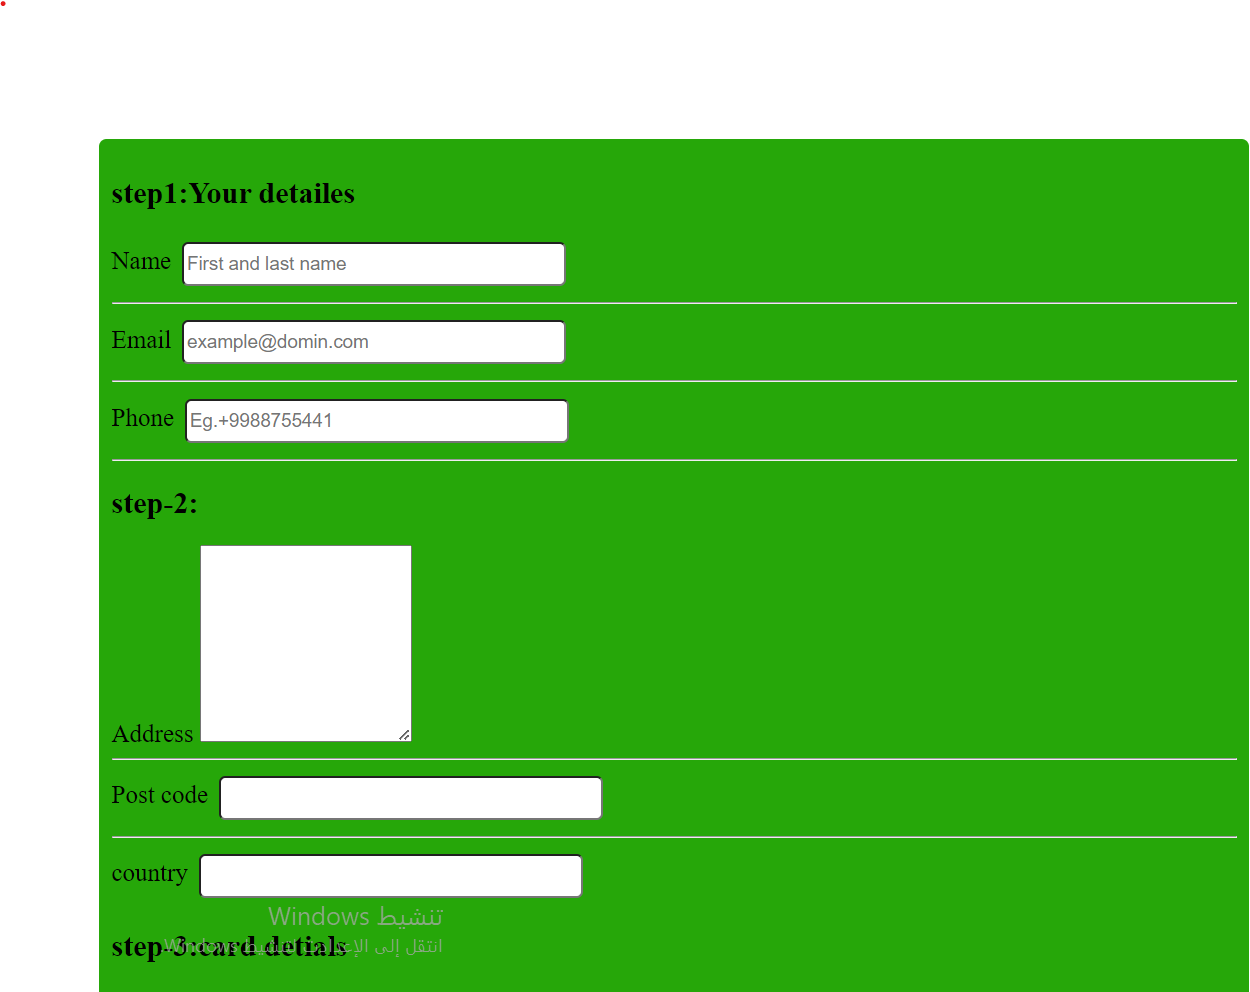 step1:Your detailes
Name First and last name
Email example@domin.com
Phone Eg.+9988755441
step-2:
Address
Post code
country
تنشيط Windows
step-3:card detials
انتقل إلى الإعدادات لتنشيط Windows